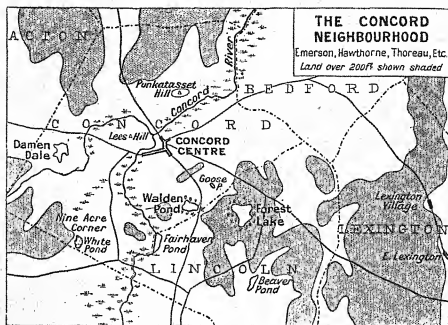 THE CONCORD
NEIGHBOURHOOD
Emerson, Hawthorne, Thoreau, Etc.
Land over 200ft shown shaded
ACTON
River
Punkatasset
Hill
Concord
BEDFORD
CONCORD
Lees Hill
CONCORD
CENTRE
Damen
Dale
Goose
P.
Walden
Pond
Forest
Lake
Lexington
Village
LEXINGTON
Nine Acre
Corner
White
Pond
Fairhaven
Pond
E. Lexington
LINCOLN
Beaver
Pond